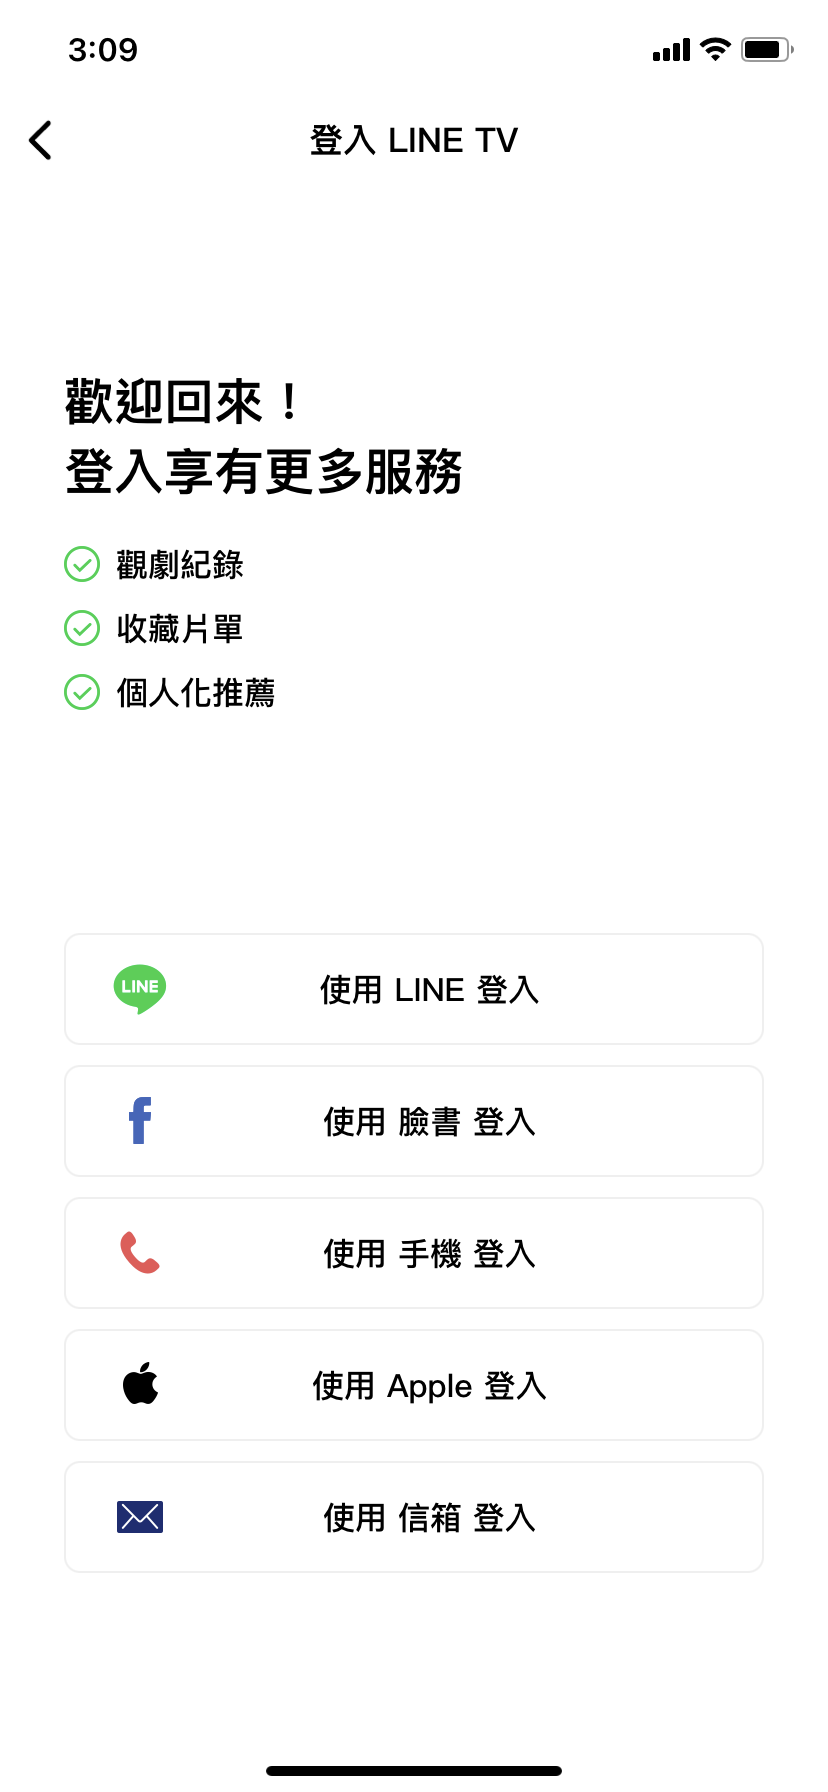 3:09
登入 LINE TV
歡迎回來！
登入享有更多服務
觀劇紀錄
收藏片單
個人化推薦
LINE 使用 LINE 登入
使用 臉書 登入
使用 手機 登入
使用 Apple 登入
使用 信箱 登入